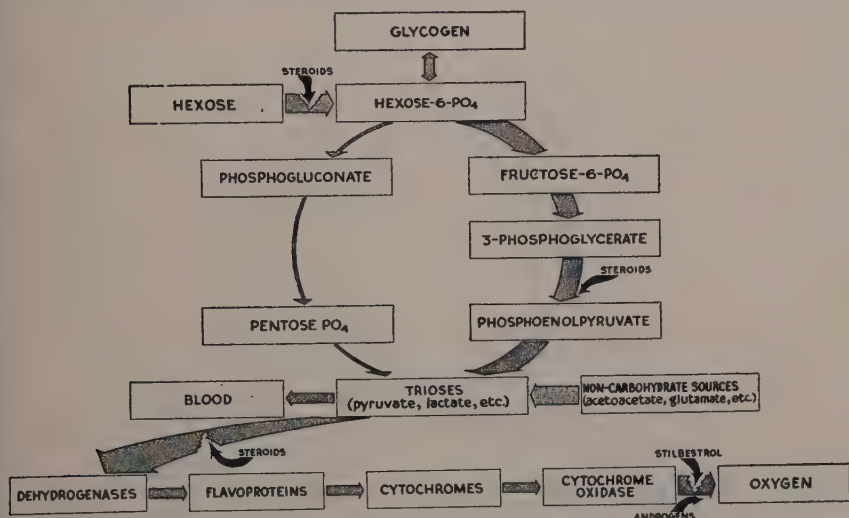 GLYCOGEN
STEROIDS
HEXOSE
HEXOSE-6-PO₄
PHOSPHOGLUCONATE
FRUCTOSE-6-PO₄
3-PHOSPHOGLYCERATE
STEROIDS
PENTOSE PO₄
PHOSPHOENOLPYRUVATE
BLOOD
TRIOSES
(pyruvate, lactate, etc.)
NON-CARBOHYDRATE SOURCES
(acetoacetate, glutamate, etc.)
STEROIDS
STILBESTROL
DEHYDROGENASES
FLAVOPROTEINS
CYTOCHROMES
CYTOCHROME
OXIDASE
OXYGEN
ANDROGENS